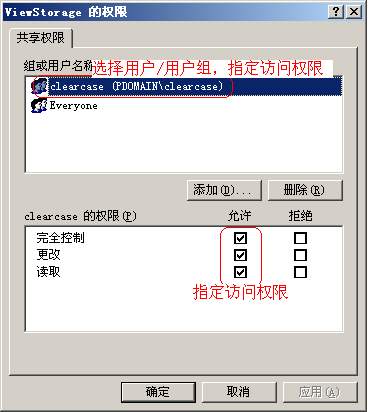 ViewStorage 的权限
共享权限
组或用户名称
选择用户/用户组，指定访问权限
clearcase (PDOMAIN\clearcase)
Everyone
添加(D)...
删除(R)
clearcase 的权限(P)
允许
拒绝
完全控制
更改
读取
指定访问权限
确定
取消
应用(A)